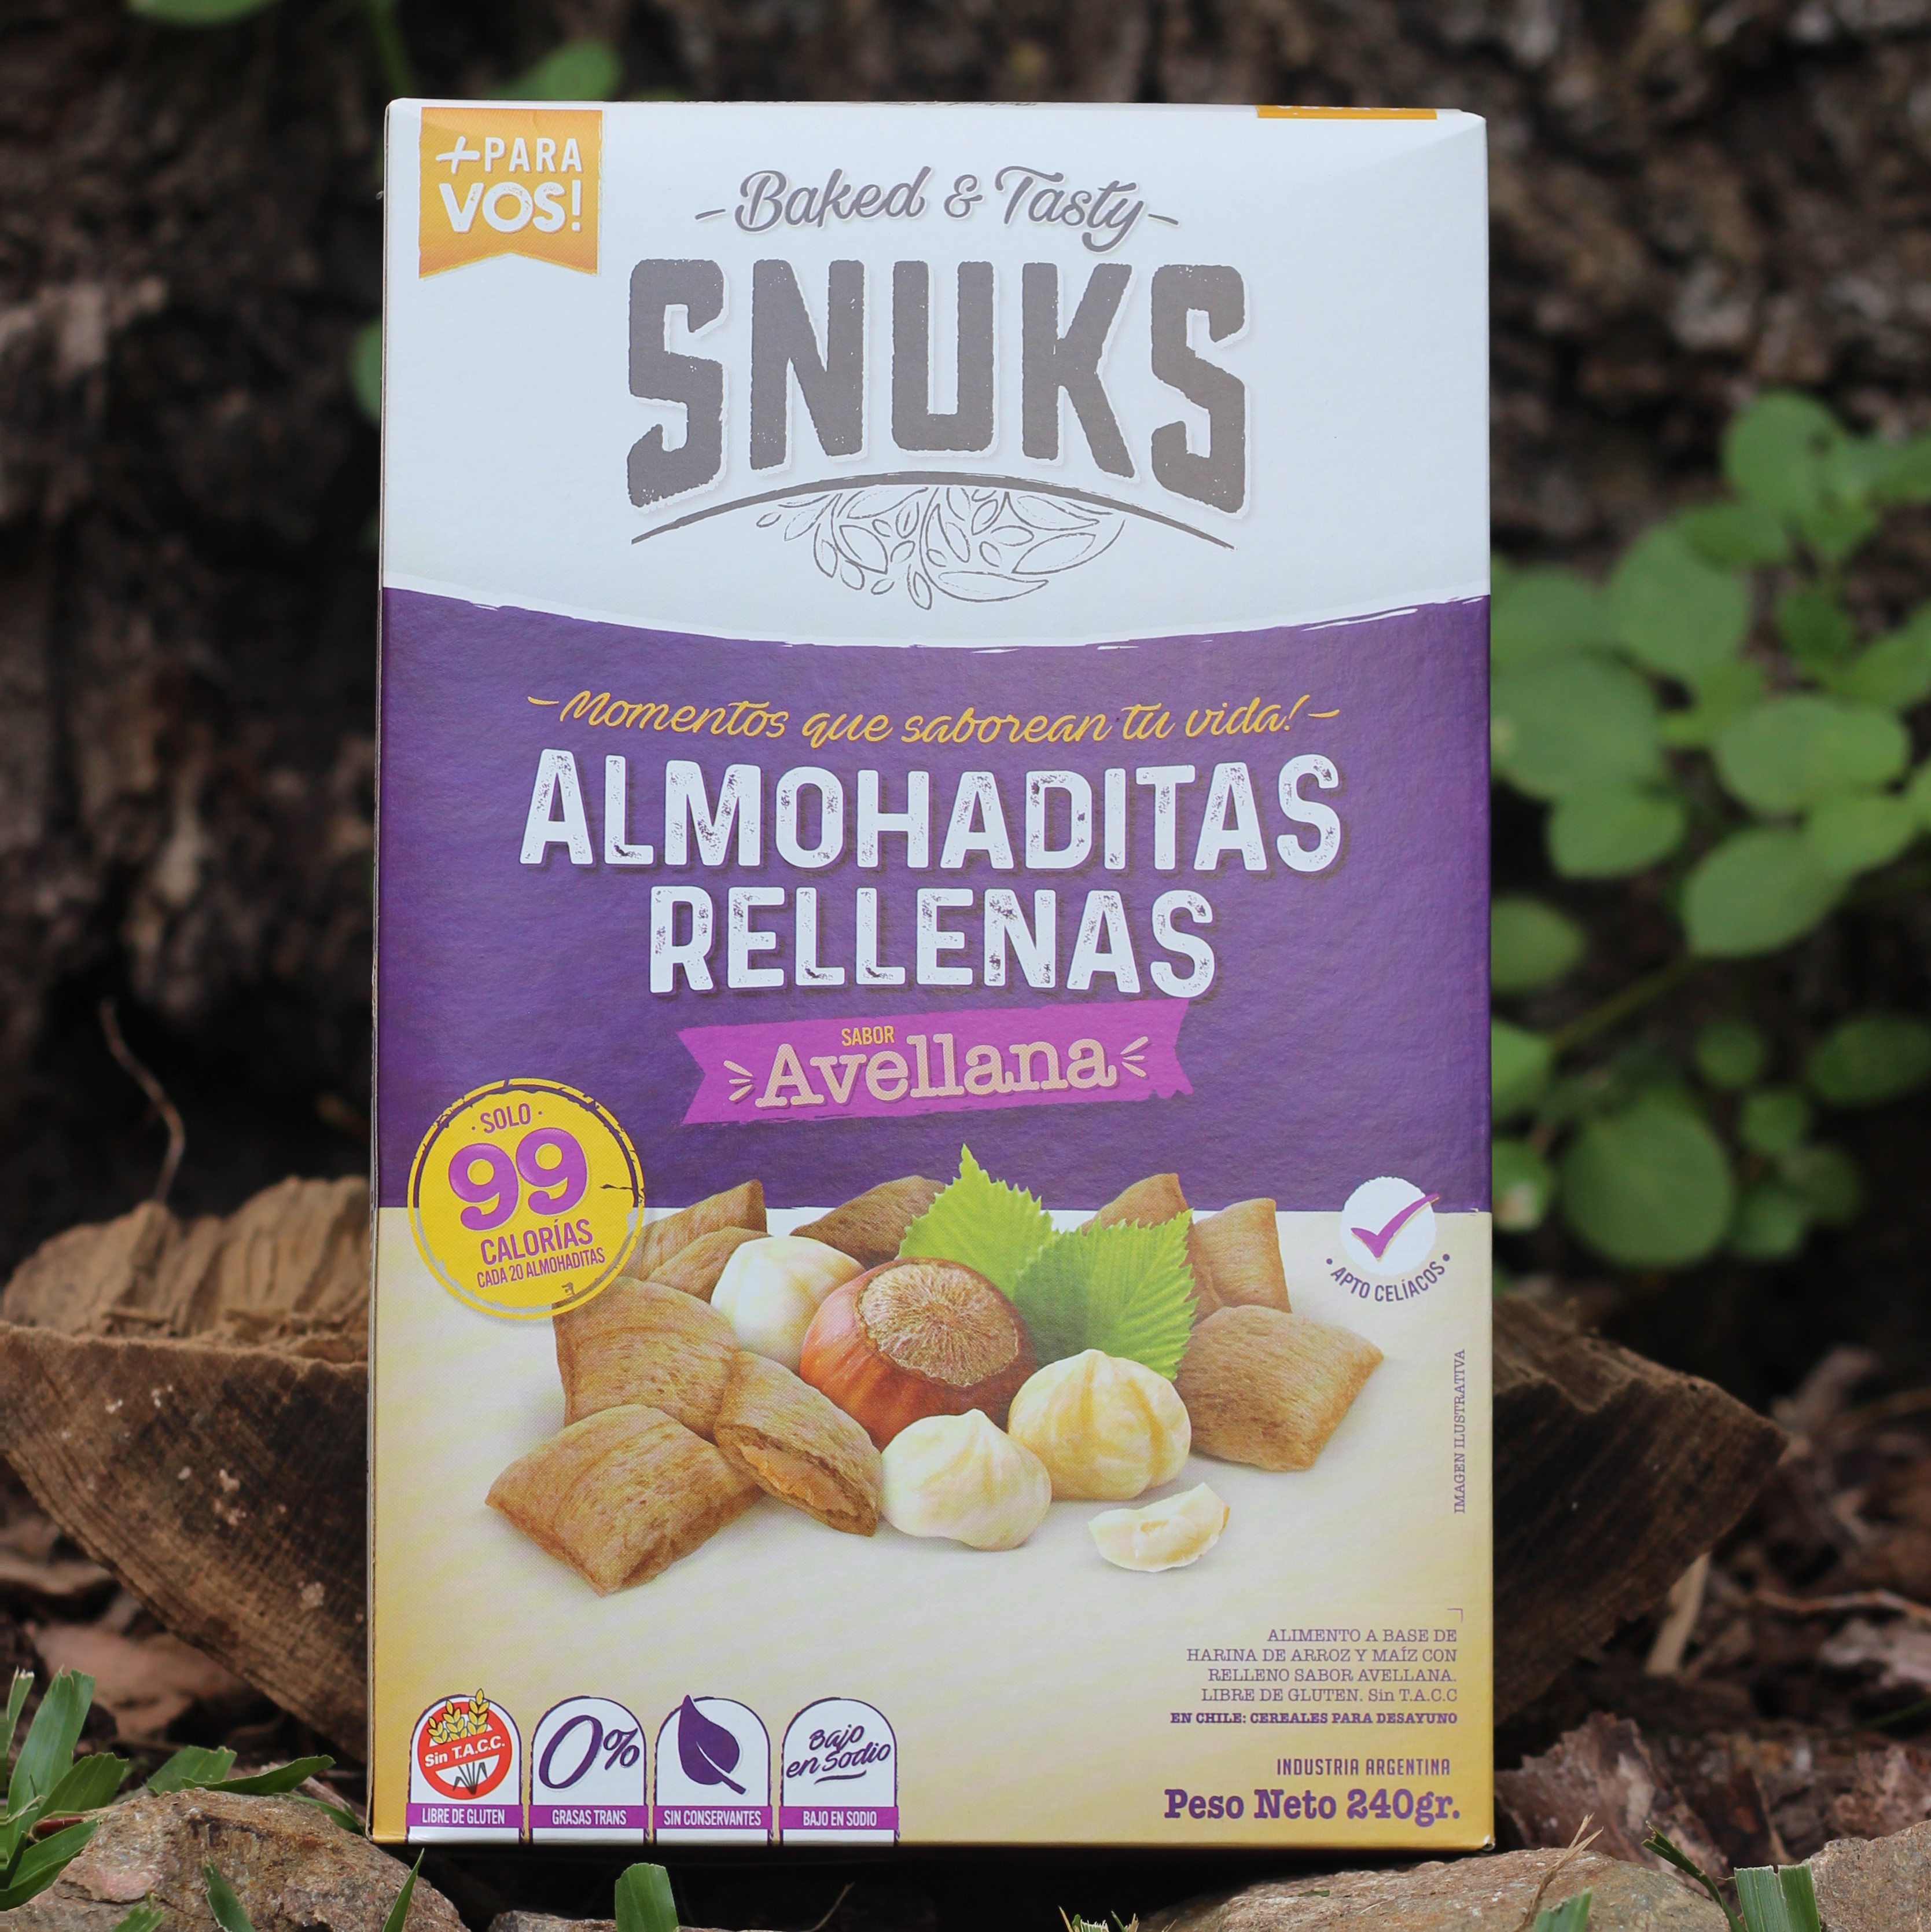 +PARA
VOS!
Baked & Tasty
SNUKS
Momentos que saborean tu vida!
ALMOHADITAS
RELLENAS
SABOR
Avellana
· SOLO ·
99
CALORÍAS
CADA 20 ALMOHADITAS
• APTO CELÍACOS •
IMAGEN ILUSTRATIVA
ALIMENTO A BASE DE
HARINA DE ARROZ Y MAÍZ CON
RELLENO SABOR AVELLANA.
LIBRE DE GLUTEN. Sin T.A.C.C
EN CHILE: CEREALES PARA DESAYUNO
INDUSTRIA ARGENTINA
Peso Neto 240gr.
Sin T.A.C.C.
LIBRE DE GLUTEN
0%
GRASAS TRANS
SIN CONSERVANTES
Bajo
en Sodio
BAJO EN SODIO